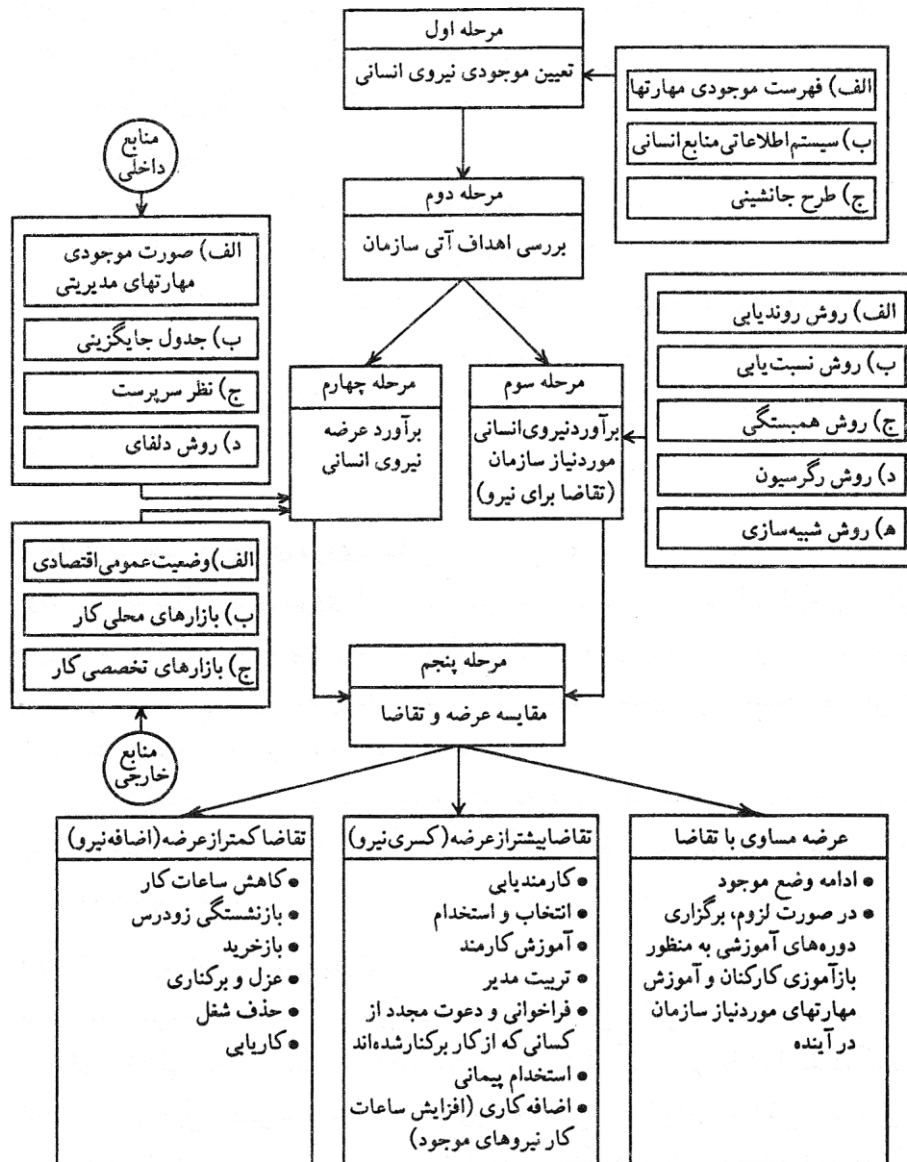 مرحله اول
تعیین موجودی نیروی انسانی
الف) فهرست موجودی مهارتها
ب) سیستم اطلاعاتی منابع انسانی
ج) طرح جانشینی
مرحله دوم
بررسی اهداف آتی سازمان
منابع
داخلی
الف) صورت موجودی
مهارتهای مدیریتی
ب) جدول جایگزینی
ج) نظر سرپرست
د) روش دلفای
الف) روش روندیابی
ب) روش نسبت‌یابی
ج) روش همبستگی
د) روش رگرسیون
ه) روش شبیه‌سازی
مرحله سوم
برآورد نیروی انسانی
موردنیاز سازمان
(تقاضا برای نیرو)
مرحله چهارم
برآورد عرضه
نیروی انسانی
الف) وضعیت عمومی اقتصادی
ب) بازارهای محلی کار
ج) بازارهای تخصصی کار
منابع
خارجی
مرحله پنجم
مقایسه عرضه و تقاضا
عرضه مساوی با تقاضا
● ادامه وضع موجود
● در صورت لزوم، برگزاری
دوره‌های آموزشی به منظور
بازآموزی کارکنان و آموزش
مهارتهای موردنیاز سازمان
در آینده
تقاضا بیشتر از عرضه (کسری نیرو)
● کارمندیابی
● انتخاب و استخدام
● آموزش کارمند
● تربیت مدیر
● فراخوانی و دعوت مجدد از
کسانی که از کار برکنار شده‌اند
● استخدام پیمانی
● اضافه کاری (افزایش ساعات
کار نیروهای موجود)
تقاضا کمتر از عرضه (اضافه نیرو)
● کاهش ساعات کار
● بازنشستگی زودرس
● بازخرید
● عزل و برکناری
● حذف شغل
● کاریابی